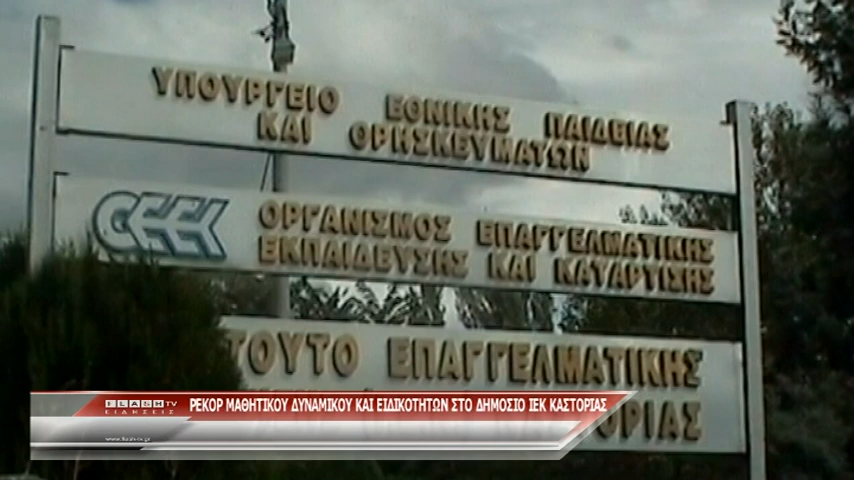 ΥΠΟΥΡΓΕΙΟ ΕΘΝΙΚΗΣ ΠΑΙΔΕΙΑΣ
ΚΑΙ ΘΡΗΣΚΕΥΜΑΤΩΝ
ΟΕΕΚ
ΟΡΓΑΝΙΣΜΟΣ ΕΠΑΓΓΕΛΜΑΤΙΚΗΣ
ΕΚΠΑΙΔΕΥΣΗΣ ΚΑΙ ΚΑΤΑΡΤΙΣΗΣ
ΤΟΥΤΟ ΕΠΑΓΓΕΛΜΑΤΙΚΗΣ
ΟΡΙΑΣ
FLASH TV
ΕΙΔΗΣΕΙΣ
ΡΕΚΟΡ ΜΑΘΗΤΙΚΟΥ ΔΥΝΑΜΙΚΟΥ ΚΑΙ ΕΙΔΙΚΟΤΗΤΩΝ ΣΤΟ ΔΗΜΟΣΙΟ ΙΕΚ ΚΑΣΤΟΡΙΑΣ